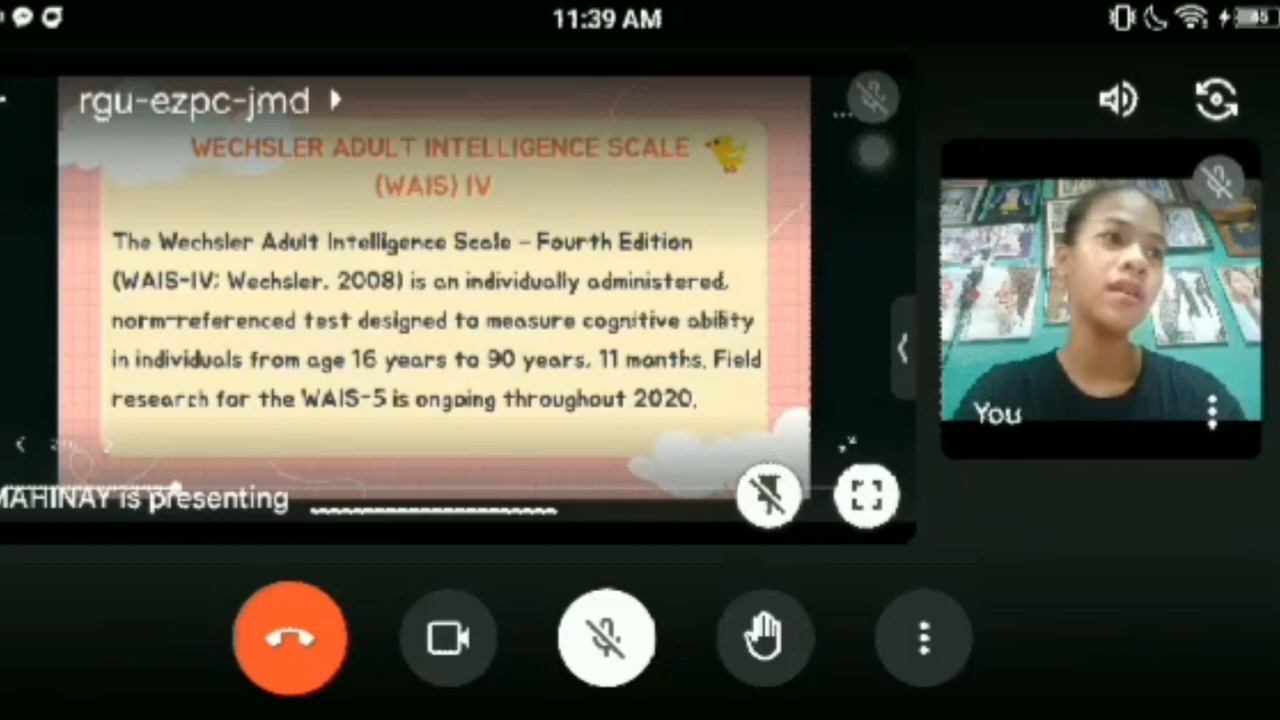 11:39 AM
85
rgu-ezpc-jmd
WECHSLER ADULT INTELLIGENCE SCALE
(WAIS) IV
The Wechsler Adult Intelligence Scale – Fourth Edition
(WAIS-IV; Wechsler, 2008) is an individually administered,
norm-referenced test designed to measure cognitive ability
in individuals from age 16 years to 90 years, 11 months. Field
research for the WAIS-5 is ongoing throughout 2020.
You
MAHINAY is presenting